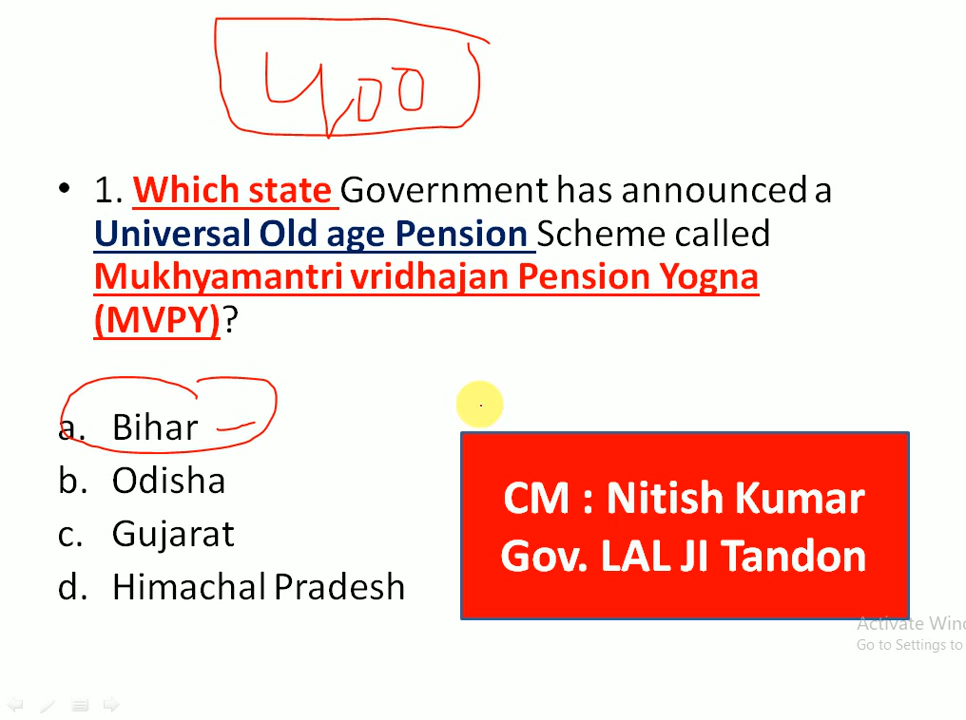 400
• 1. Which state Government has announced a
Universal Old age Pension Scheme called
Mukhyamantri vridhajan Pension Yogna
(MVPY)?
a. Bihar
b. Odisha
c. Gujarat
d. Himachal Pradesh
CM : Nitish Kumar
Gov. LAL JI Tandon
Activate Winc
Go to Settings to